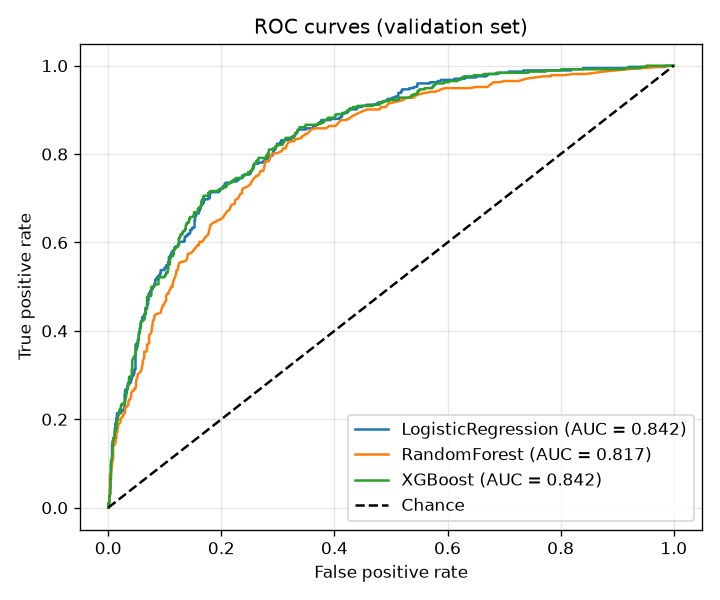 ROC curves (validation set)
True positive rate
1.0
0.8
0.6
0.4
0.2
0.0
LogisticRegression (AUC = 0.842)
RandomForest (AUC = 0.817)
XGBoost (AUC = 0.842)
Chance
0.0 0.2 0.4 0.6 0.8 1.0
False positive rate